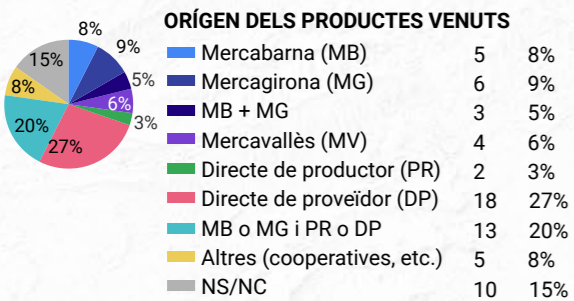 ORÍGEN DELS PRODUCTES VENUTS
8%
9%
5%
6%
3%
27%
20%
8%
15%
Mercabarna (MB) 5 8%
Mercagirona (MG) 6 9%
MB + MG 3 5%
Mercavallès (MV) 4 6%
Directe de productor (PR) 2 3%
Directe de proveïdor (DP) 18 27%
MB o MG i PR o DP 13 20%
Altres (cooperatives, etc.) 5 8%
NS/NC 10 15%